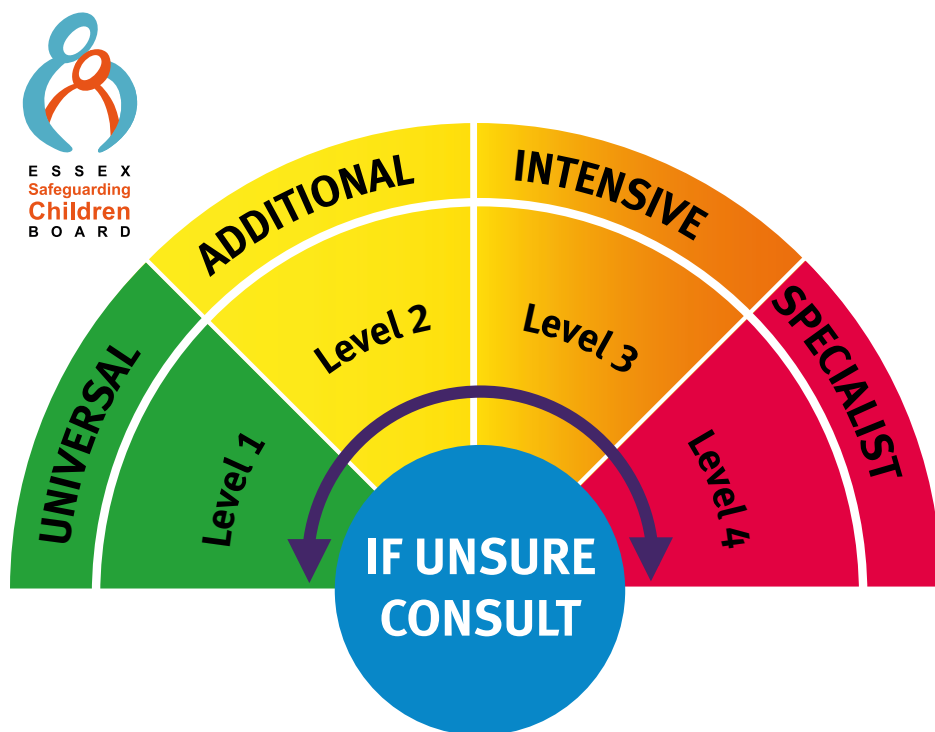 ESSEX
Safeguarding
Children
BOARD
UNIVERSAL
ADDITIONAL
INTENSIVE
SPECIALIST
Level 1
Level 2
Level 3
Level 4
IF UNSURE
CONSULT